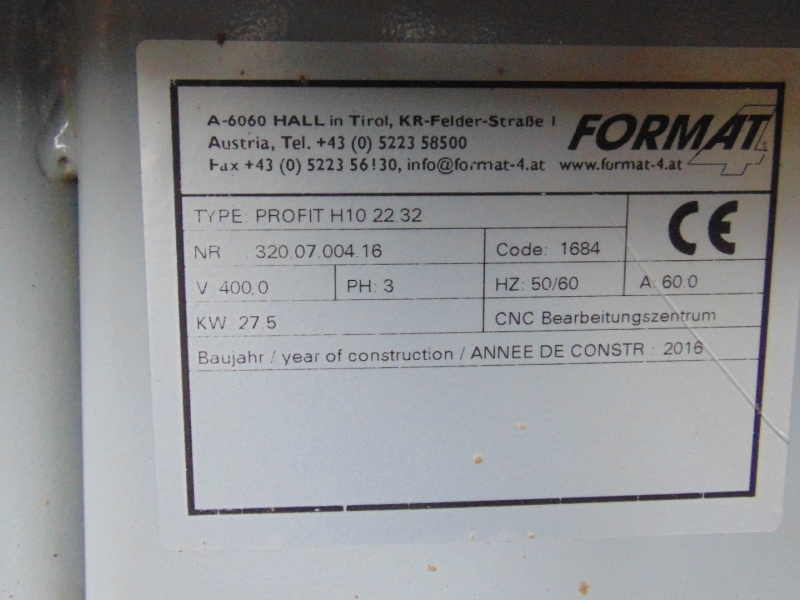 A-6060 HALL in Tirol, KR-Felder-Straße 1
Austria, Tel. +43 (0) 5223 58500
Fax +43 (0) 5223 56130, info@format-4.at www.format-4.at
FORMAT 4
TYPE: PROFIT H10 22.32
CE
NR : 320.07.004.16 Code: 1684
V 400,0 PH: 3 HZ: 50/60 A: 60.0
KW 27.5 CNC Bearbeitungszentrum
Baujahr / year of construction / ANNEE DE CONSTR : 2016